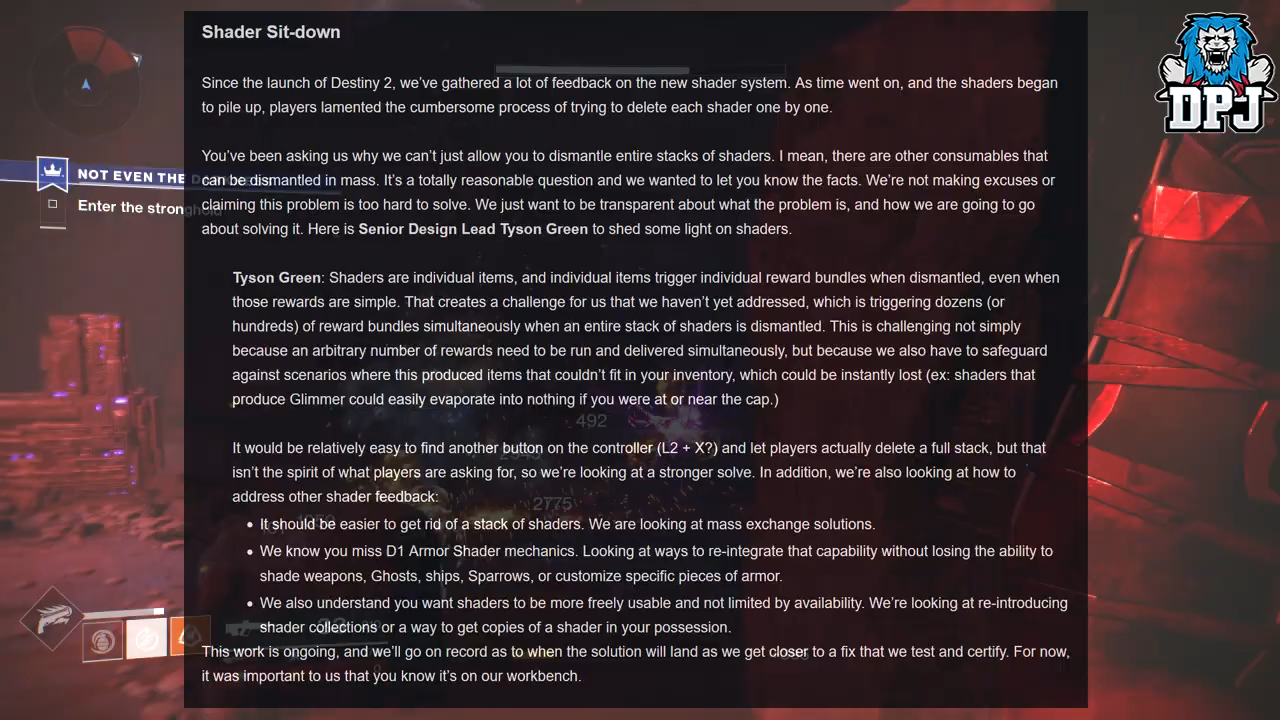 Shader Sit-down
Since the launch of Destiny 2, we've gathered a lot of feedback on the new shader system. As time went on, and the shaders began
to pile up, players lamented the cumbersome process of trying to delete each shader one by one.
You've been asking us why we can't just allow you to dismantle entire stacks of shaders. I mean, there are other consumables that
can be dismantled in mass. It's a totally reasonable question and we wanted to let you know the facts. We're not making excuses or
claiming this problem is too hard to solve. We just want to be transparent about what the problem is, and how we are going to go
about solving it. Here is Senior Design Lead Tyson Green to shed some light on shaders.
Tyson Green: Shaders are individual items, and individual items trigger individual reward bundles when dismantled, even when
those rewards are simple. That creates a challenge for us that we haven't yet addressed, which is triggering dozens (or
hundreds) of reward bundles simultaneously when an entire stack of shaders is dismantled. This is challenging not simply
because an arbitrary number of rewards need to be run and delivered simultaneously, but because we also have to safeguard
against scenarios where this produced items that couldn't fit in your inventory, which could be instantly lost (ex: shaders that
produce Glimmer could easily evaporate into nothing if you were at or near the cap.)
It would be relatively easy to find another button on the controller (L2 + X?) and let players actually delete a full stack, but that
isn't the spirit of what players are asking for, so we're looking at a stronger solve. In addition, we're also looking at how to
address other shader feedback:
• It should be easier to get rid of a stack of shaders. We are looking at mass exchange solutions.
• We know you miss D1 Armor Shader mechanics. Looking at ways to re-integrate that capability without losing the ability to
shade weapons, Ghosts, ships, Sparrows, or customize specific pieces of armor.
• We also understand you want shaders to be more freely usable and not limited by availability. We're looking at re-introducing
shader collections or a way to get copies of a shader in your possession.
This work is ongoing, and we'll go on record as to when the solution will land as we get closer to a fix that we test and certify. For now,
it was important to us that you know it's on our workbench.
NOT EVEN THE
Enter the stronghold
492
2775
DPJ